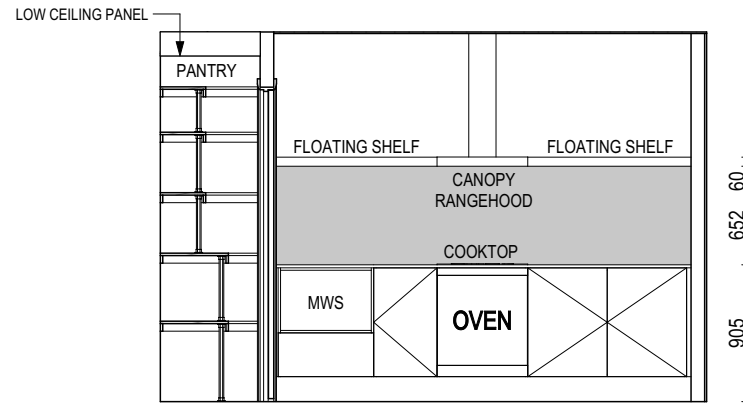 LOW CEILING PANEL
PANTRY
FLOATING SHELF
FLOATING SHELF
CANOPY
RANGEHOOD
COOKTOP
MWS
OVEN
60
652
905